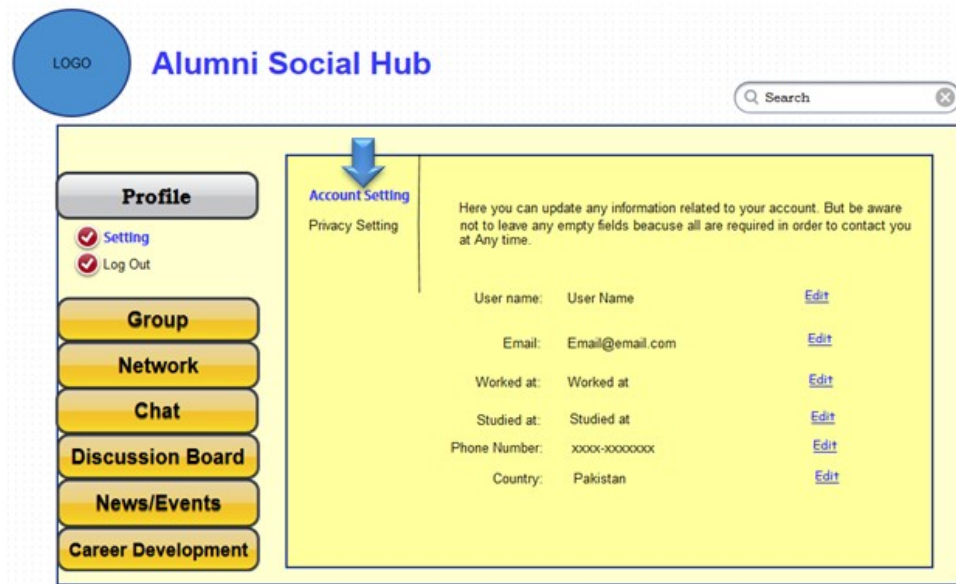 LOGO
Alumni Social Hub
Search
Profile
Setting
Log Out
Group
Network
Chat
Discussion Board
News/Events
Career Development
Account Setting
Privacy Setting
Here you can update any information related to your account. But be aware
not to leave any empty fields beacuse all are required in order to contact you
at Any time.
User name: User Name Edit
Email: Email@email.com Edit
Worked at: Worked at Edit
Studied at: Studied at Edit
Phone Number: xxxx-xxxxxxx Edit
Country: Pakistan Edit